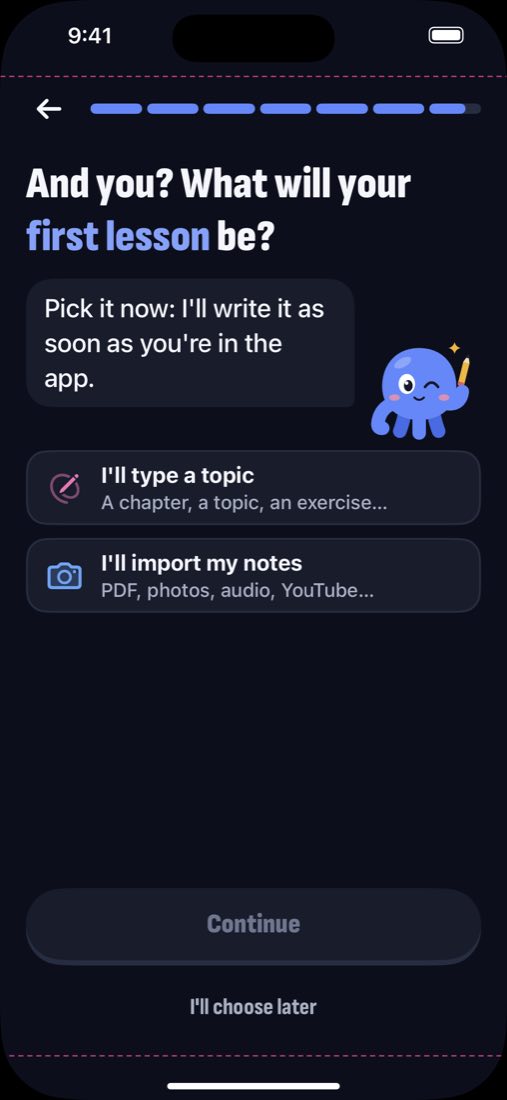 9:41
And you? What will your
first lesson be?
Pick it now: I'll write it as
soon as you're in the
app.
I'll type a topic
A chapter, a topic, an exercise...
I'll import my notes
PDF, photos, audio, YouTube...
Continue
I'll choose later